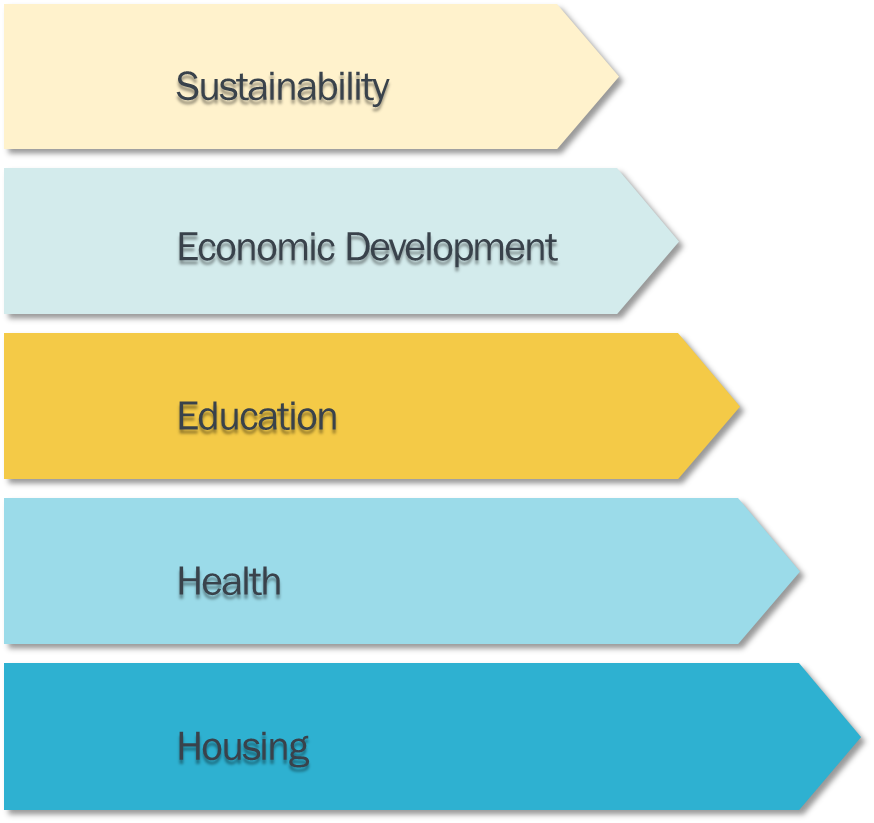 Sustainability
Economic Development
Education
Health
Housing